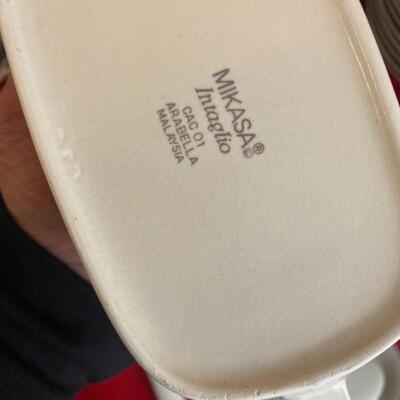 MIKASA®
Intaglio ©
CAC 01
ARABELLA
MALAYSIA